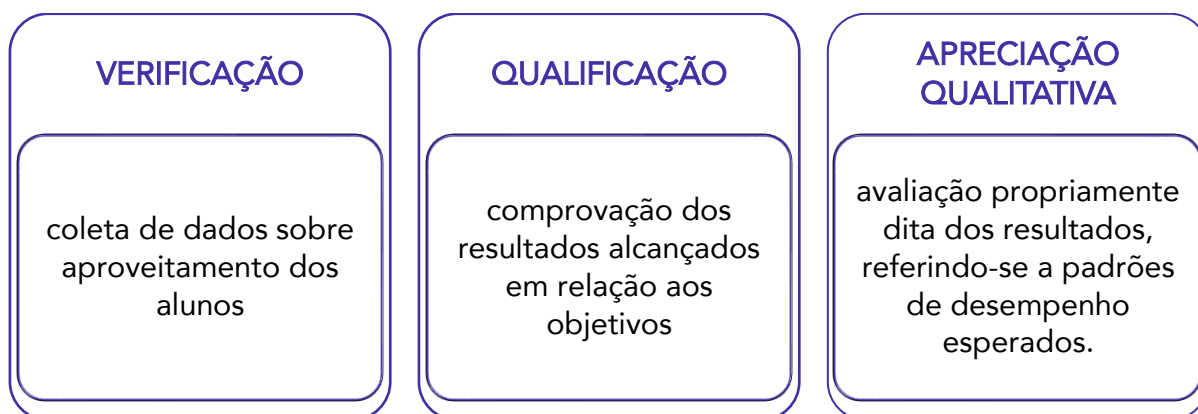 VERIFICAÇÃO
coleta de dados sobre
aproveitamento dos
alunos
QUALIFICAÇÃO
comprovação dos
resultados alcançados
em relação aos
objetivos
APRECIAÇÃO
QUALITATIVA
avaliação propriamente
dita dos resultados,
referindo-se a padrões
de desempenho
esperados.